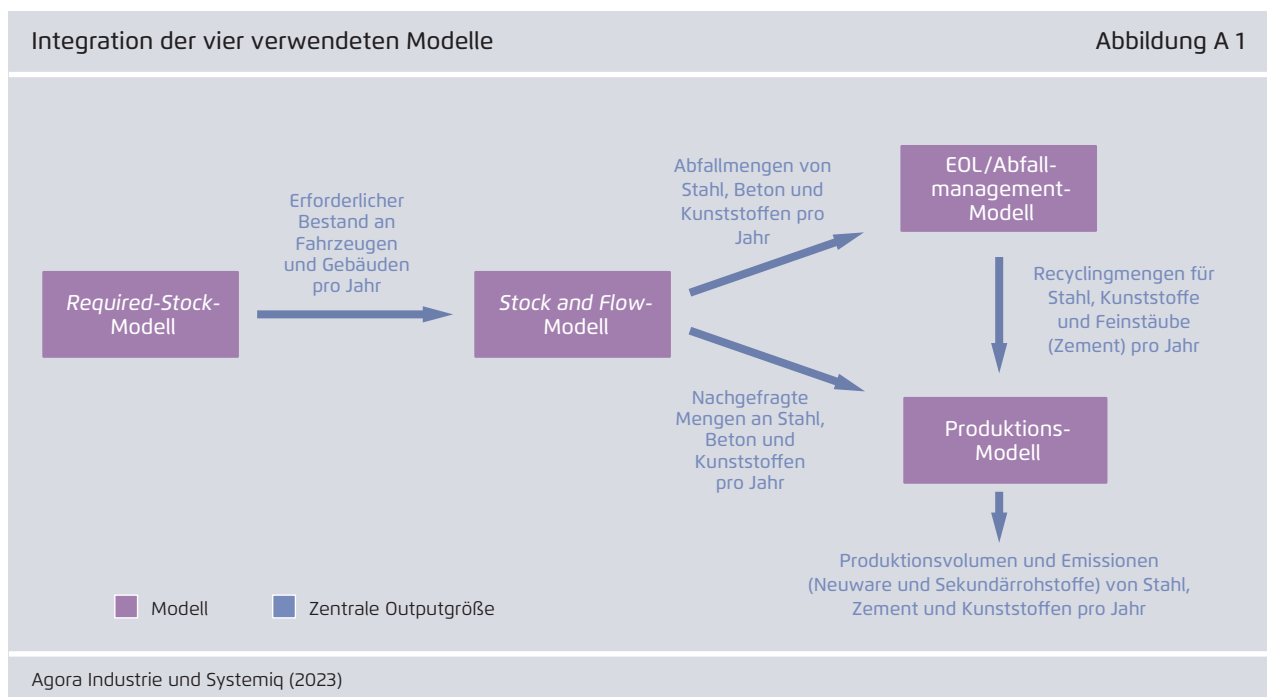 Integration der vier verwendeten Modelle
Abbildung A 1
Required-Stock-
Modell
Erforderlicher
Bestand an
Fahrzeugen
und Gebäuden
pro Jahr
Stock and Flow-
Modell
Abfallmengen von
Stahl, Beton und
Kunststoffen pro
Jahr
EOL/Abfall-
management-
Modell
Recyclingmengen für
Stahl, Kunststoffe
und Feinstäube
(Zement) pro Jahr
Nachgefragte
Mengen an Stahl,
Beton und
Kunststoffen
pro Jahr
Produktions-
Modell
Produktionsvolumen und Emissionen
(Neuware und Sekundärrohstoffe) von Stahl,
Zement und Kunststoffen pro Jahr
Modell
Zentrale Outputgröße
Agora Industrie und Systemiq (2023)